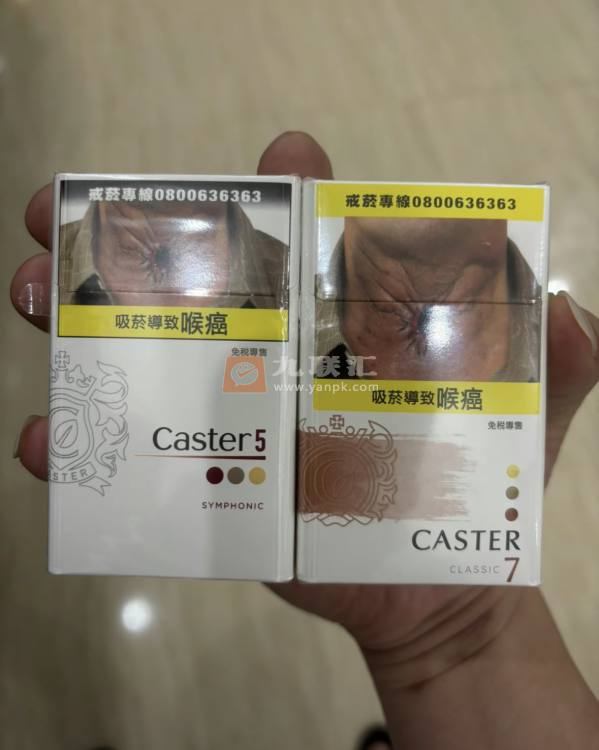 戒菸專線0800636363
吸菸導致喉癌
免稅專售
Caster5
SYMPHONIC
戒菸專線0800636363
吸菸導致喉癌
免稅專售
CASTER
CLASSIC 7
九联汇
www.yanpk.com